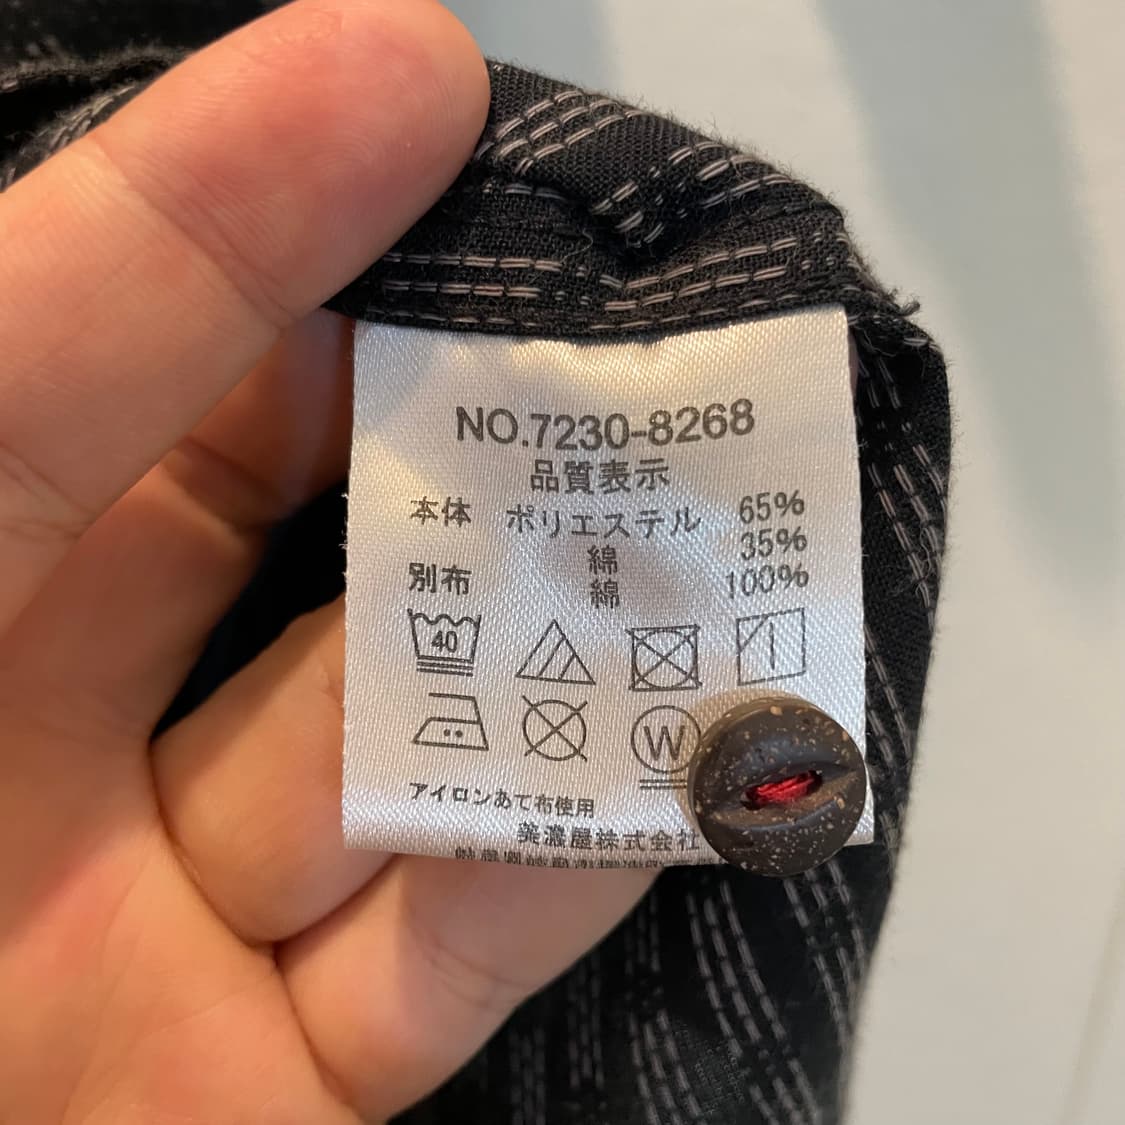 NO.7230-8268
品質表示
本体 ポリエステル 65%
綿 35%
別布 綿 100%
40
W
アイロンあて布使用
美濃屋株式会社